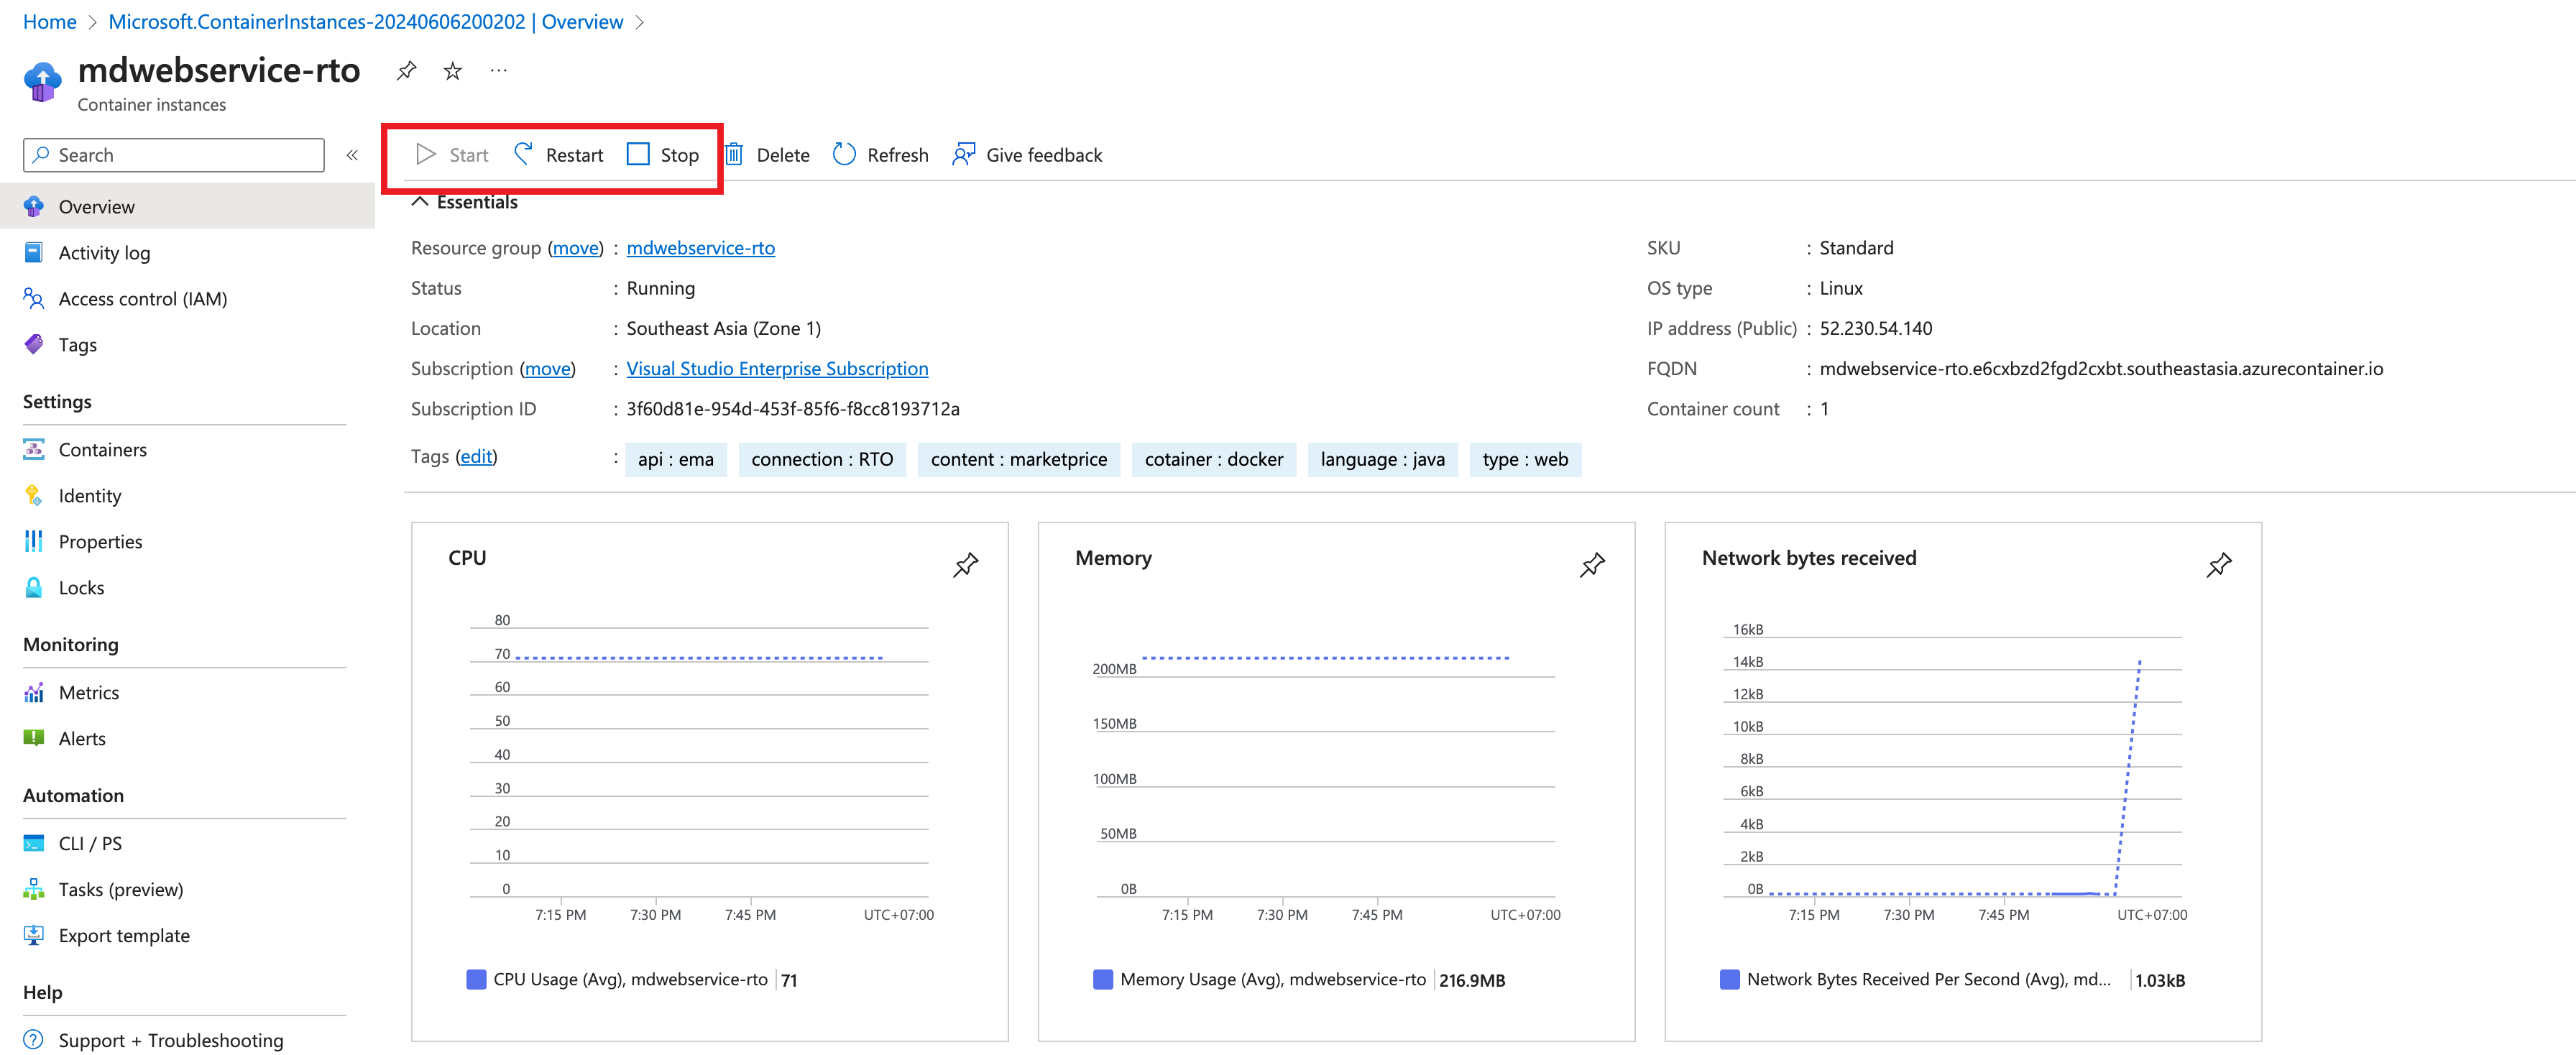 Home > Microsoft.ContainerInstances-20240606200202 | Overview >
mdwebservice-rto ...
Container instances
Search «
Start Restart Stop Delete Refresh Give feedback
Overview
Activity log
Access control (IAM)
Tags
Settings
Containers
Identity
Properties
Locks
Monitoring
Metrics
Alerts
Automation
CLI / PS
Tasks (preview)
Export template
Help
Support + Troubleshooting
Essentials
Resource group (move) : mdwebservice-rto
Status : Running
Location : Southeast Asia (Zone 1)
Subscription (move) : Visual Studio Enterprise Subscription
Subscription ID : 3f60d81e-954d-453f-85f6-f8cc8193712a
SKU : Standard
OS type : Linux
IP address (Public) : 52.230.54.140
FQDN : mdwebservice-rto.e6cxbzd2fgd2cxbt.southeastasia.azurecontainer.io
Container count : 1
Tags (edit) : api : ema connection : RTO content : marketprice cotainer : docker language : java type : web
CPU
80
70
60
50
40
30
20
10
0
7:15 PM 7:30 PM 7:45 PM UTC+07:00
CPU Usage (Avg), mdwebservice-rto 71
Memory
200MB
150MB
100MB
50MB
0B
7:15 PM 7:30 PM 7:45 PM UTC+07:00
Memory Usage (Avg), mdwebservice-rto 216.9MB
Network bytes received
16kB
14kB
12kB
10kB
8kB
6kB
4kB
2kB
0B
7:15 PM 7:30 PM 7:45 PM UTC+07:00
Network Bytes Received Per Second (Avg), md... 1.03kB